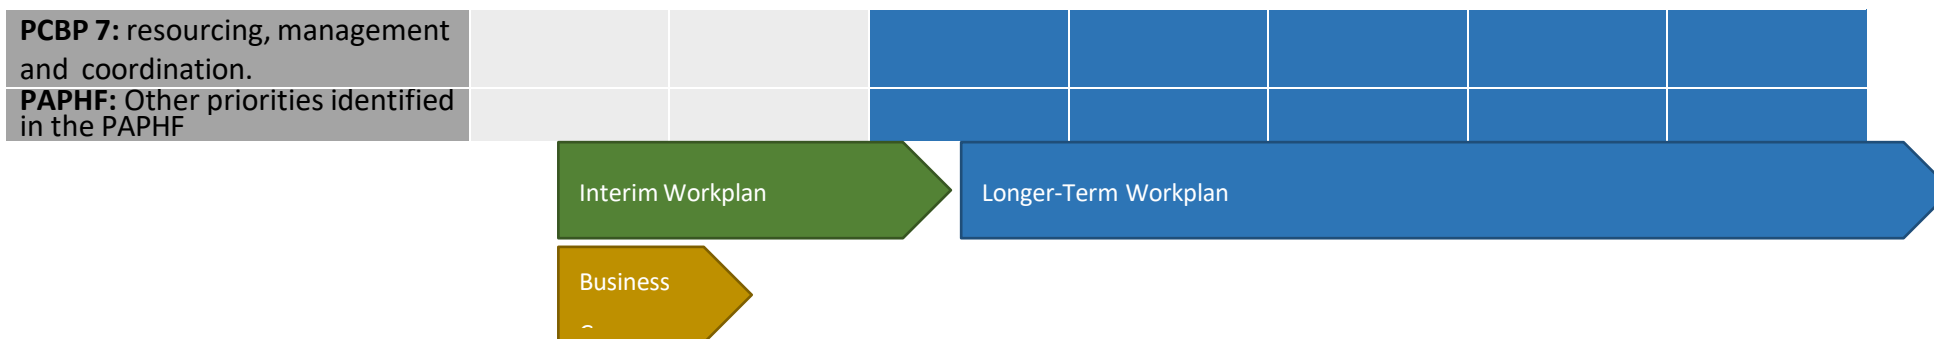 PCBP 7: resourcing, management
and coordination.
PAPHF: Other priorities identified
in the PAPHF
Interim Workplan
Longer-Term Workplan
Business